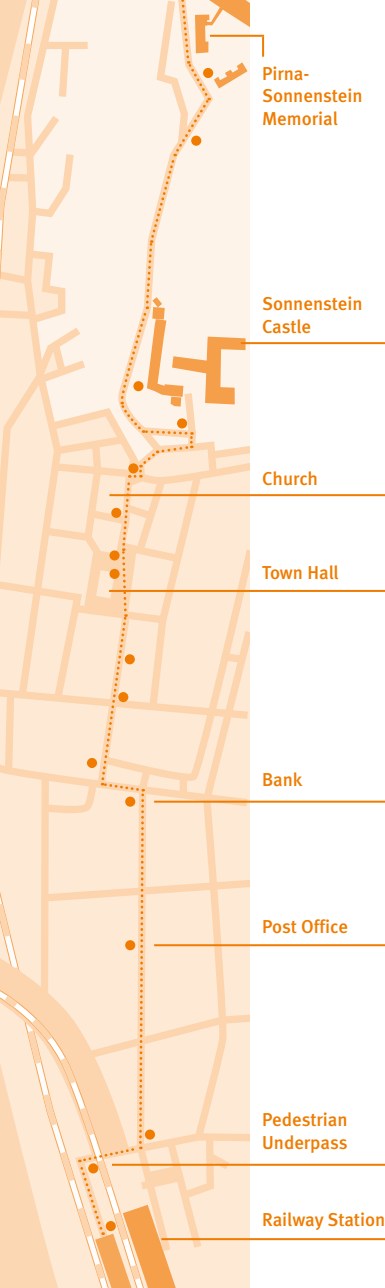 Pirna-
Sonnenstein
Memorial
Sonnenstein
Castle
Church
Town Hall
Bank
Post Office
Pedestrian
Underpass
Railway Station